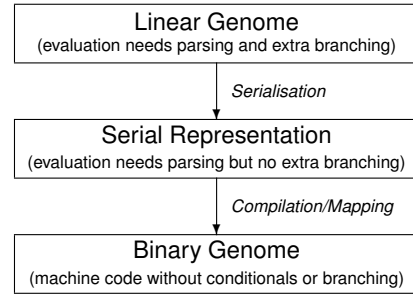 Linear Genome
(evaluation needs parsing and extra branching)
Serialisation
Serial Representation
(evaluation needs parsing but no extra branching)
Compilation/Mapping
Binary Genome
(machine code without conditionals or branching)